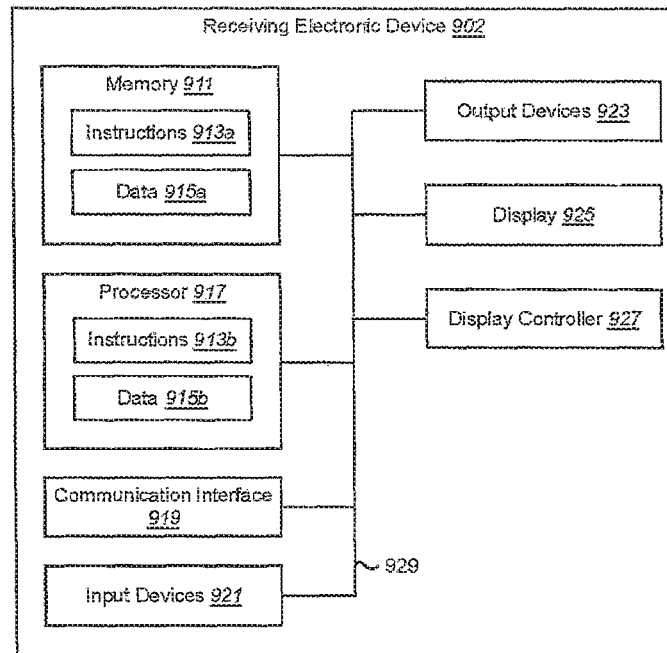 Receiving Electronic Device 902
Memory 911
Instructions 913a
Data 915a
Processor 917
Instructions 913b
Data 915b
Communication Interface
919
Input Devices 921
Output Devices 923
Display 925
Display Controller 927
929